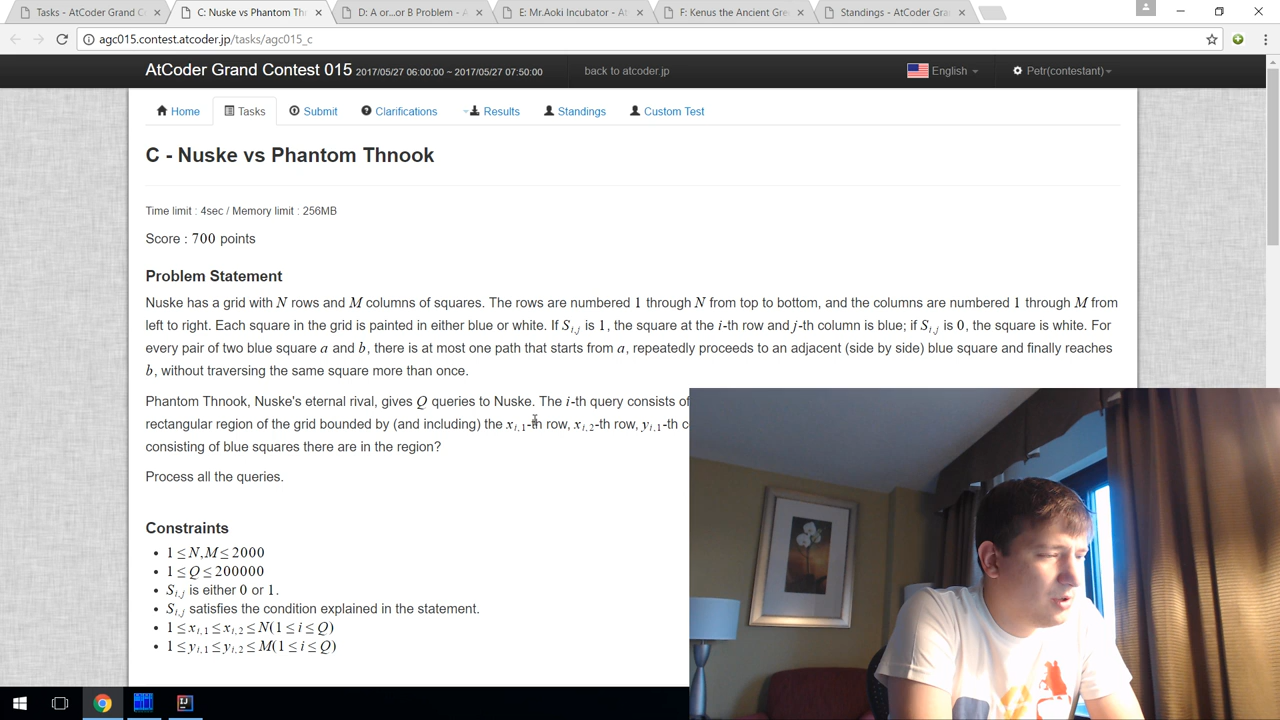 Tasks - AtCoder Grand C
C: Nuske vs Phantom Th
D: A or...or B Problem - A
E: Mr.Aoki Incubator - A
F: Kenus the Ancient Gre
Standings - AtCoder Gra
agc015.contest.atcoder.jp/tasks/agc015_c
AtCoder Grand Contest 015 2017/05/27 06:00:00 ~ 2017/05/27 07:50:00 back to atcoder.jp English Petr(contestant)
Home Tasks Submit Clarifications Results Standings Custom Test
C - Nuske vs Phantom Thnook
Time limit : 4sec / Memory limit : 256MB
Score : 700 points
Problem Statement
Nuske has a grid with N rows and M columns of squares. The rows are numbered 1 through N from top to bottom, and the columns are numbered 1 through M from
left to right. Each square in the grid is painted in either blue or white. If S_{i,j} is 1, the square at the i-th row and j-th column is blue; if S_{i,j} is 0, the square is white. For
every pair of two blue square a and b, there is at most one path that starts from a, repeatedly proceeds to an adjacent (side by side) blue square and finally reaches
b, without traversing the same square more than once.
Phantom Thnook, Nuske's eternal rival, gives Q queries to Nuske. The i-th query consists of
rectangular region of the grid bounded by (and including) the x_{i,1}-th row, x_{i,2}-th row, y_{i,1}-th c
consisting of blue squares there are in the region?
Process all the queries.
Constraints
• 1 ≤ N,M ≤ 2000
• 1 ≤ Q ≤ 200000
• S_{i,j} is either 0 or 1.
• S_{i,j} satisfies the condition explained in the statement.
• 1 ≤ x_{i,1} ≤ x_{i,2} ≤ N(1 ≤ i ≤ Q)
• 1 ≤ y_{i,1} ≤ y_{i,2} ≤ M(1 ≤ i ≤ Q)